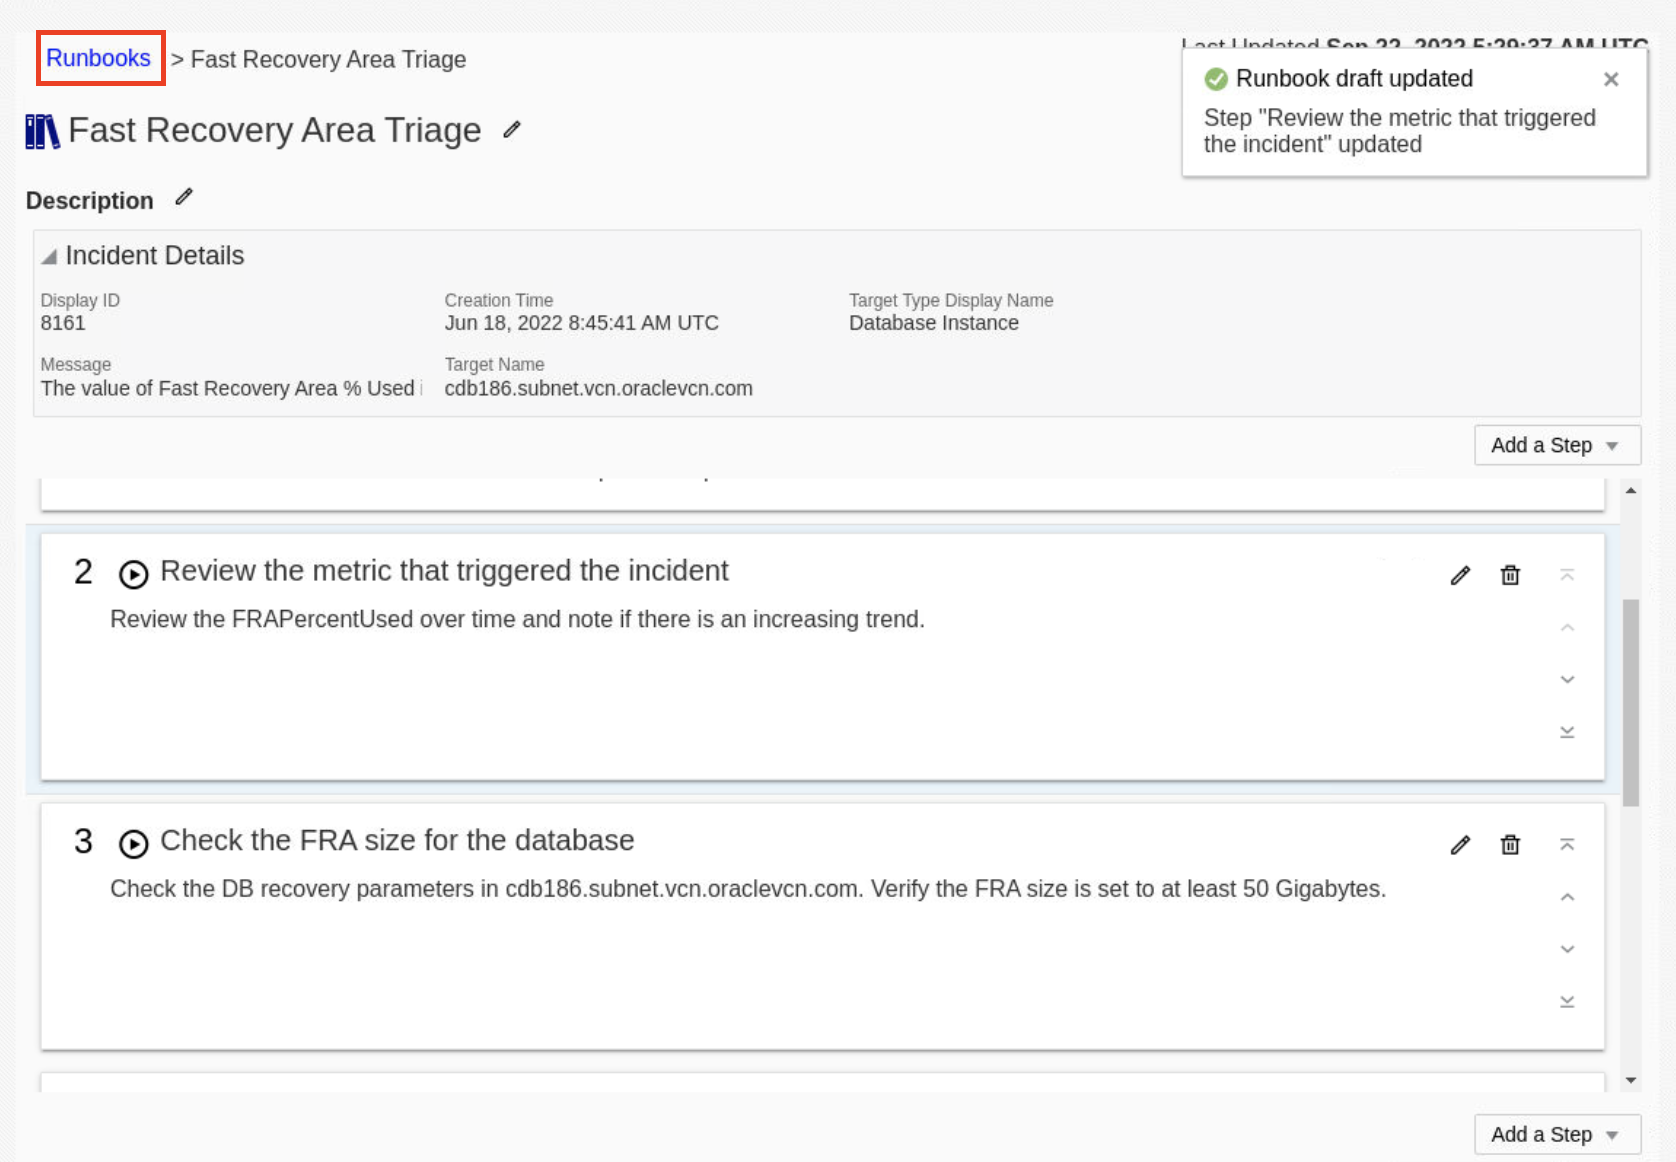 Runbooks > Fast Recovery Area Triage
Last Updated Sep 22, 2022 5:29:37 AM UTC
Runbook draft updated
Step "Review the metric that triggered
the incident" updated
Fast Recovery Area Triage
Description
Incident Details
Display ID
8161
Creation Time
Jun 18, 2022 8:45:41 AM UTC
Target Type Display Name
Database Instance
Message
The value of Fast Recovery Area % Used
Target Name
cdb186.subnet.vcn.oraclevcn.com
Add a Step
2 Review the metric that triggered the incident
Review the FRAPercentUsed over time and note if there is an increasing trend.
3 Check the FRA size for the database
Check the DB recovery parameters in cdb186.subnet.vcn.oraclevcn.com. Verify the FRA size is set to at least 50 Gigabytes.
Add a Step